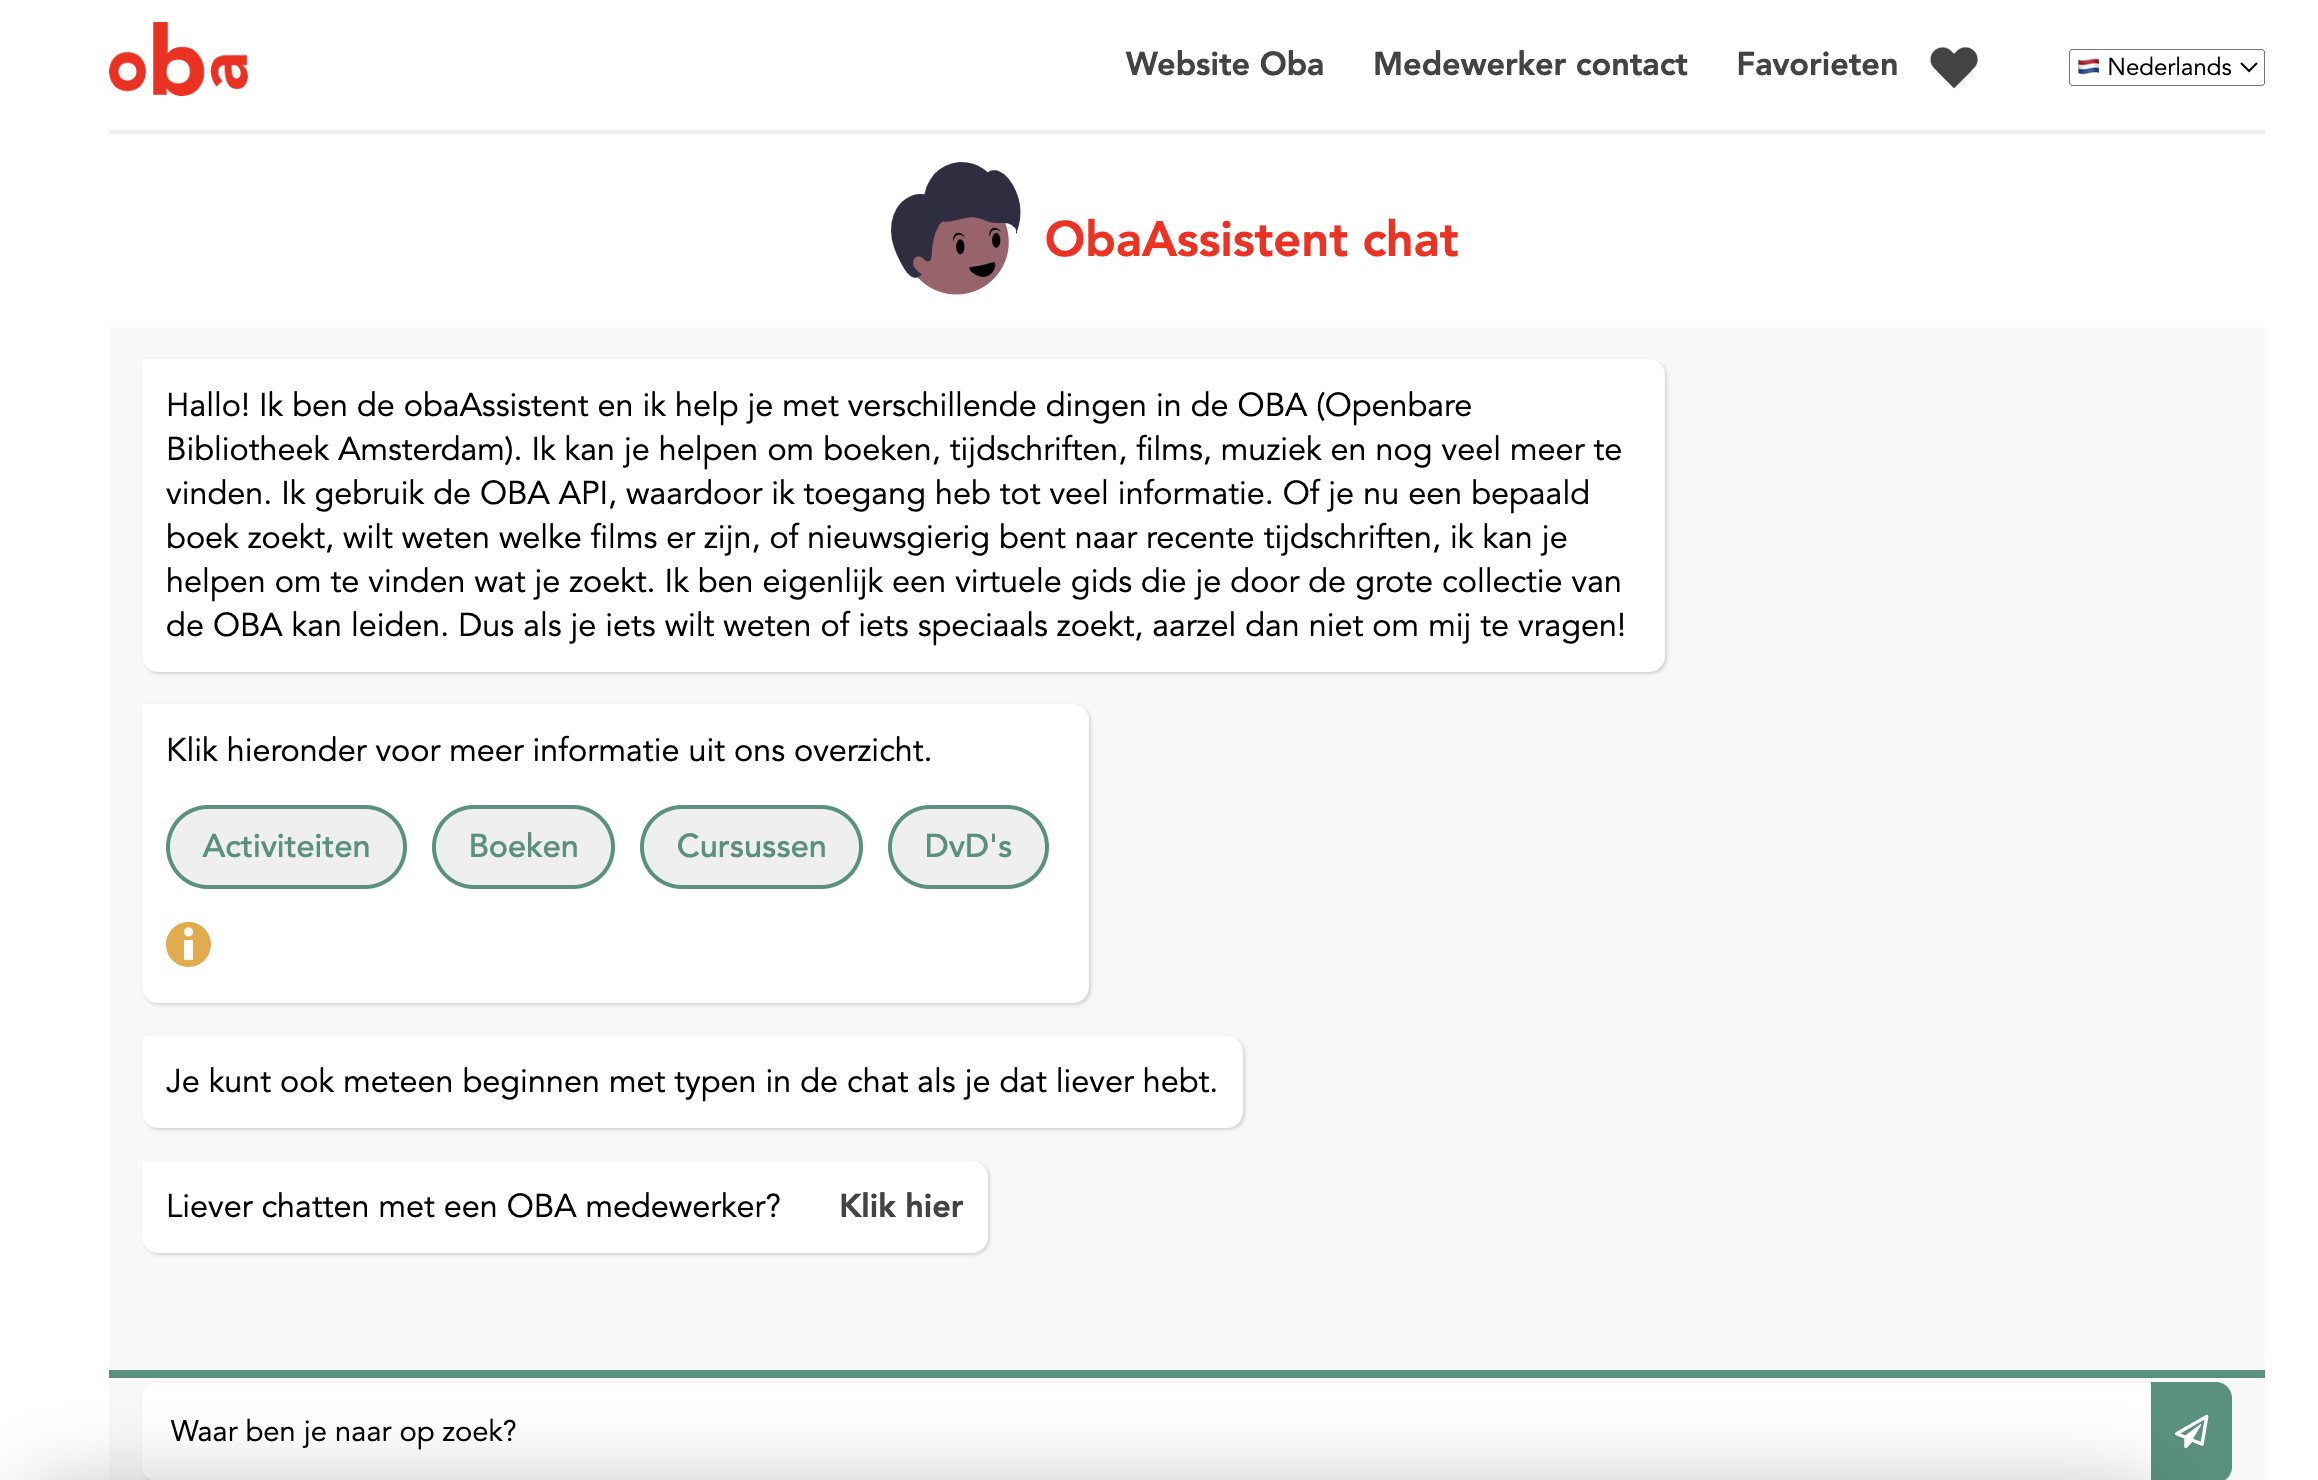 oba
Website Oba
Medewerker contact
Favorieten
Nederlands
ObaAssistent chat
Hallo! Ik ben de obaAssistent en ik help je met verschillende dingen in de OBA (Openbare
Bibliotheek Amsterdam). Ik kan je helpen om boeken, tijdschriften, films, muziek en nog veel meer te
vinden. Ik gebruik de OBA API, waardoor ik toegang heb tot veel informatie. Of je nu een bepaald
boek zoekt, wilt weten welke films er zijn, of nieuwsgierig bent naar recente tijdschriften, ik kan je
helpen om te vinden wat je zoekt. Ik ben eigenlijk een virtuele gids die je door de grote collectie van
de OBA kan leiden. Dus als je iets wilt weten of iets speciaals zoekt, aarzel dan niet om mij te vragen!
Klik hieronder voor meer informatie uit ons overzicht.
Activiteiten
Boeken
Cursussen
DvD's
i
Je kunt ook meteen beginnen met typen in de chat als je dat liever hebt.
Liever chatten met een OBA medewerker? Klik hier
Waar ben je naar op zoek?